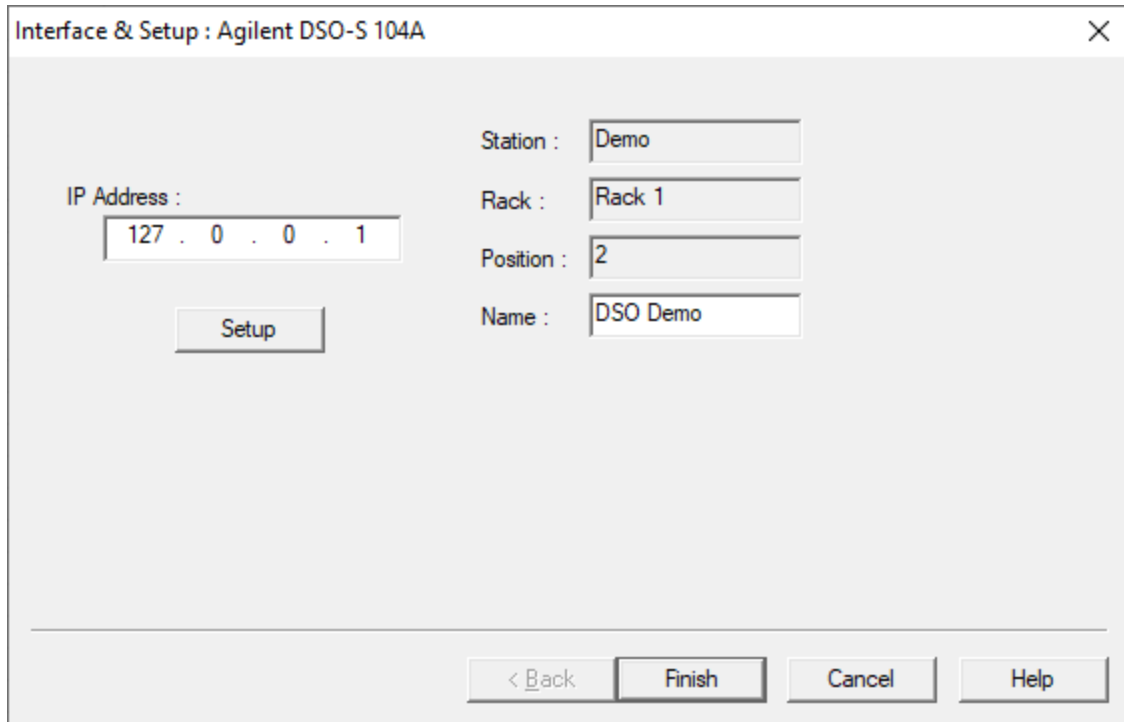 Interface & Setup : Agilent DSO-S 104A
IP Address :
127 . 0 . 0 . 1
Setup
Station : Demo
Rack : Rack 1
Position : 2
Name : DSO Demo
< Back
Finish
Cancel
Help